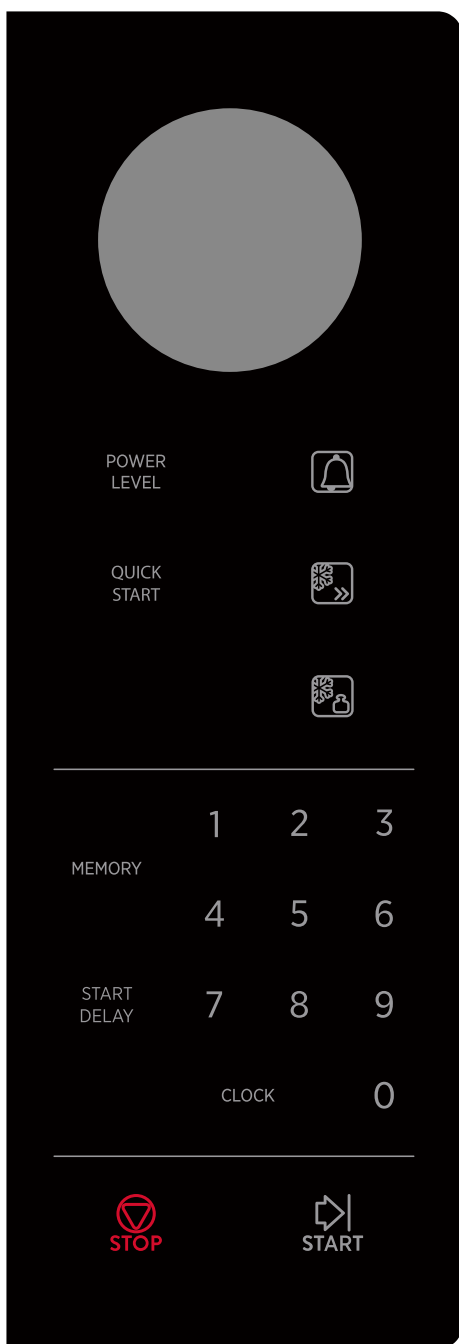 POWER
LEVEL
QUICK
START
1 2 3
MEMORY
4 5 6
START
DELAY
7 8 9
CLOCK 0
STOP START